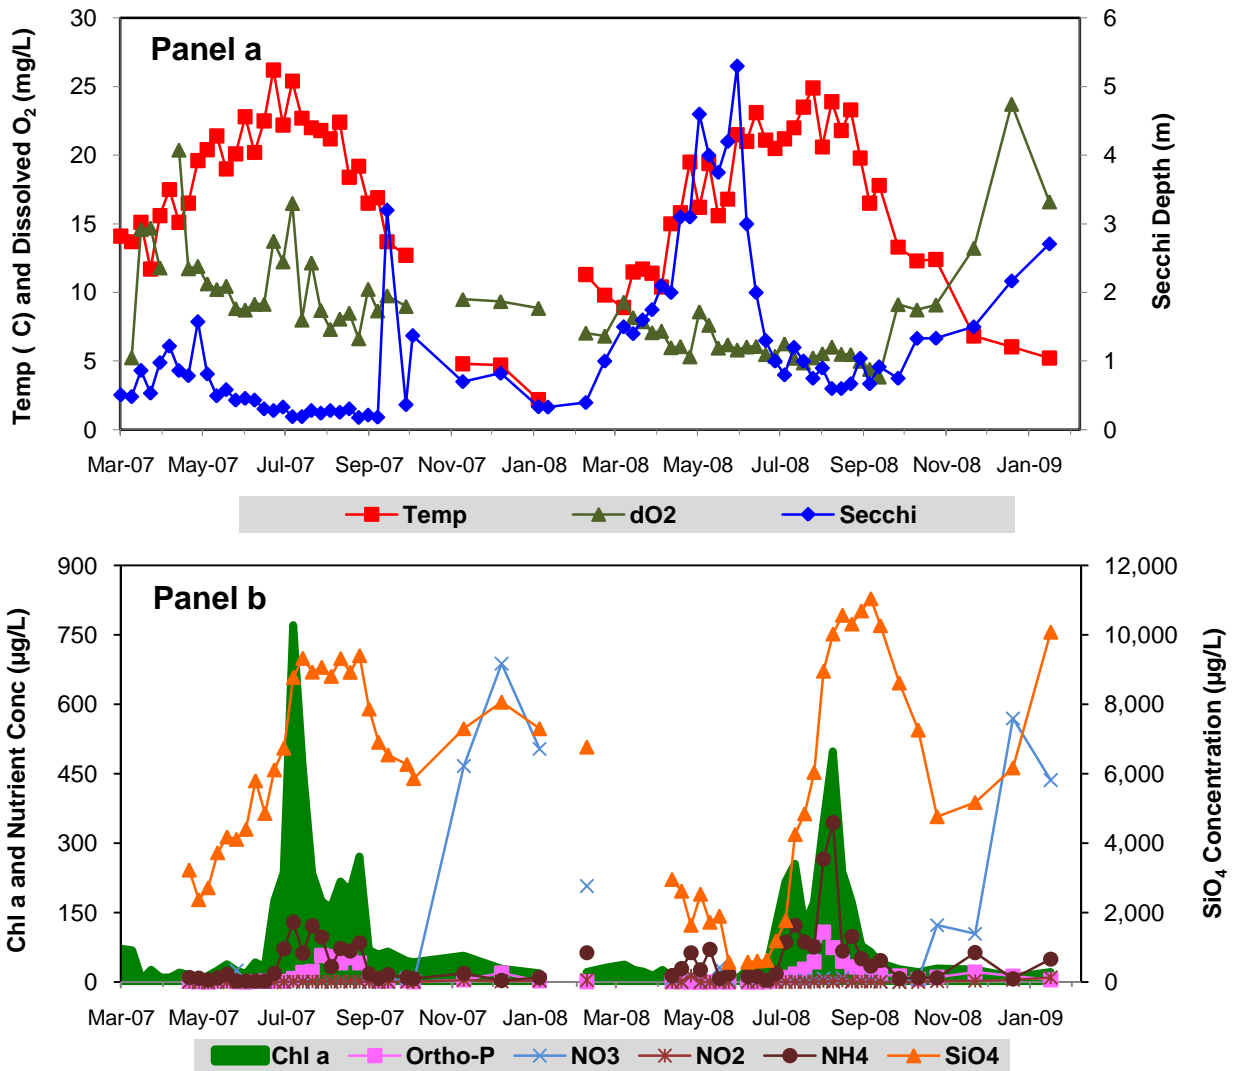 Panel a
30
25
20
15
10
5
0
Temp ( C) and Dissolved O2 (mg/L)
6
5
4
3
2
1
0
Secchi Depth (m)
Mar-07 May-07 Jul-07 Sep-07 Nov-07 Jan-08 Mar-08 May-08 Jul-08 Sep-08 Nov-08 Jan-09
Temp dO2 Secchi
Panel b
900
750
600
450
300
150
0
Chl a and Nutrient Conc (µg/L)
12,000
10,000
8,000
6,000
4,000
2,000
0
SiO4 Concentration (µg/L)
Mar-07 May-07 Jul-07 Sep-07 Nov-07 Jan-08 Mar-08 May-08 Jul-08 Sep-08 Nov-08 Jan-09
Chl a Ortho-P NO3 NO2 NH4 SiO4